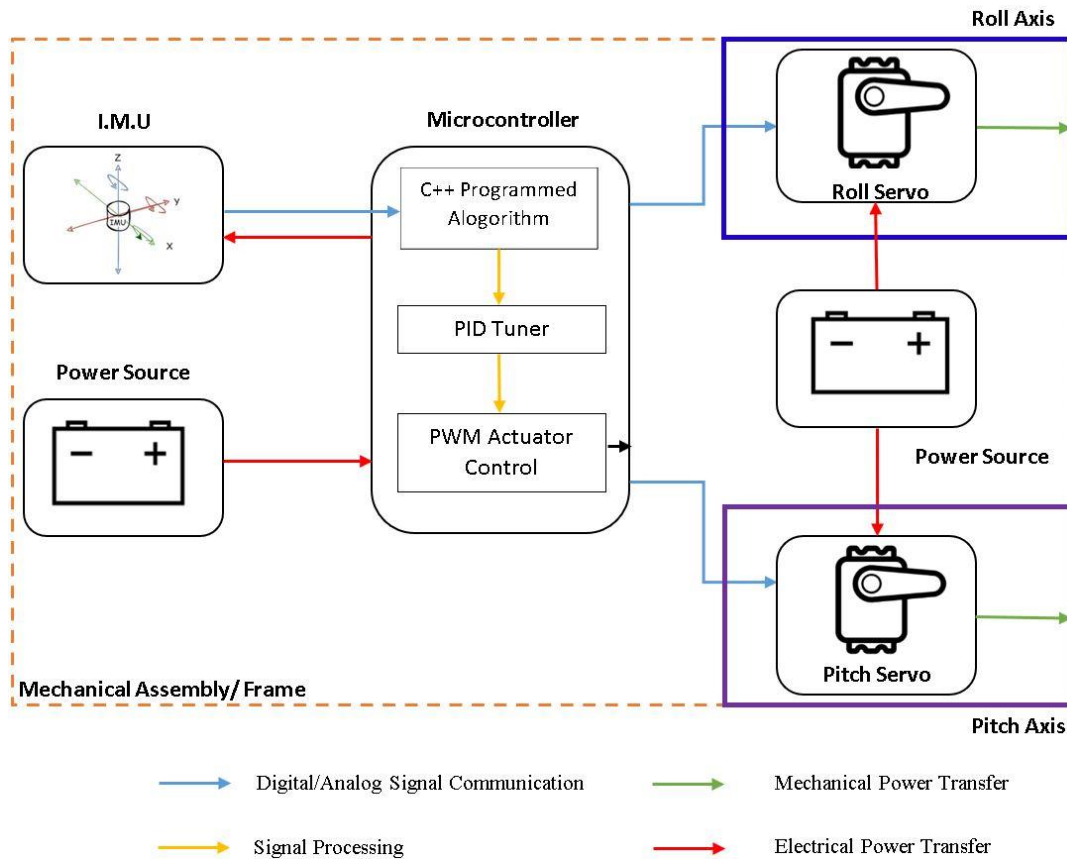 Roll Axis
I.M.U
Microcontroller
Z
y
IMU
x
C++ Programmed
Alogorithm
Roll Servo
PID Tuner
Power Source
PWM Actuator
Control
Power Source
Pitch Servo
Mechanical Assembly/ Frame
Pitch Axis
Digital/Analog Signal Communication
Mechanical Power Transfer
Signal Processing
Electrical Power Transfer